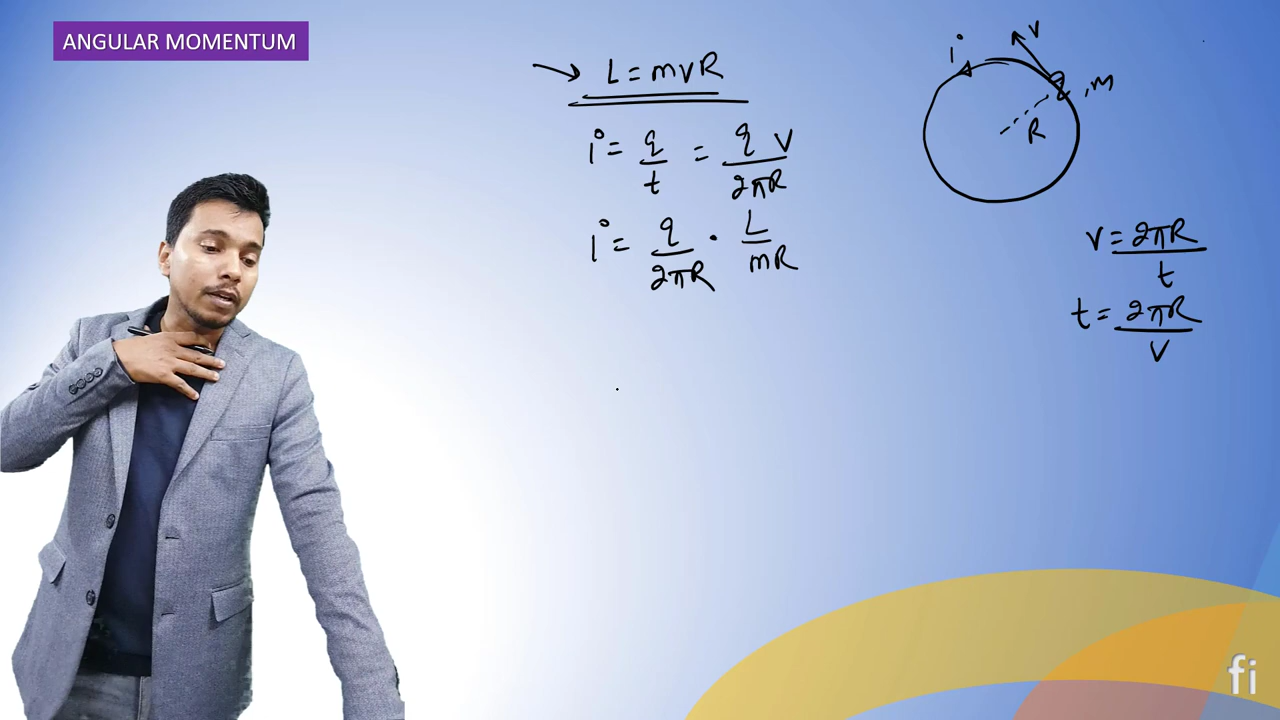 ANGULAR MOMENTUM
L = mvR
i = q/t = qv/2πR
i = q/2πR · L/mR
i
v
q, m
R
v = 2πR/t
t = 2πR/v
fi